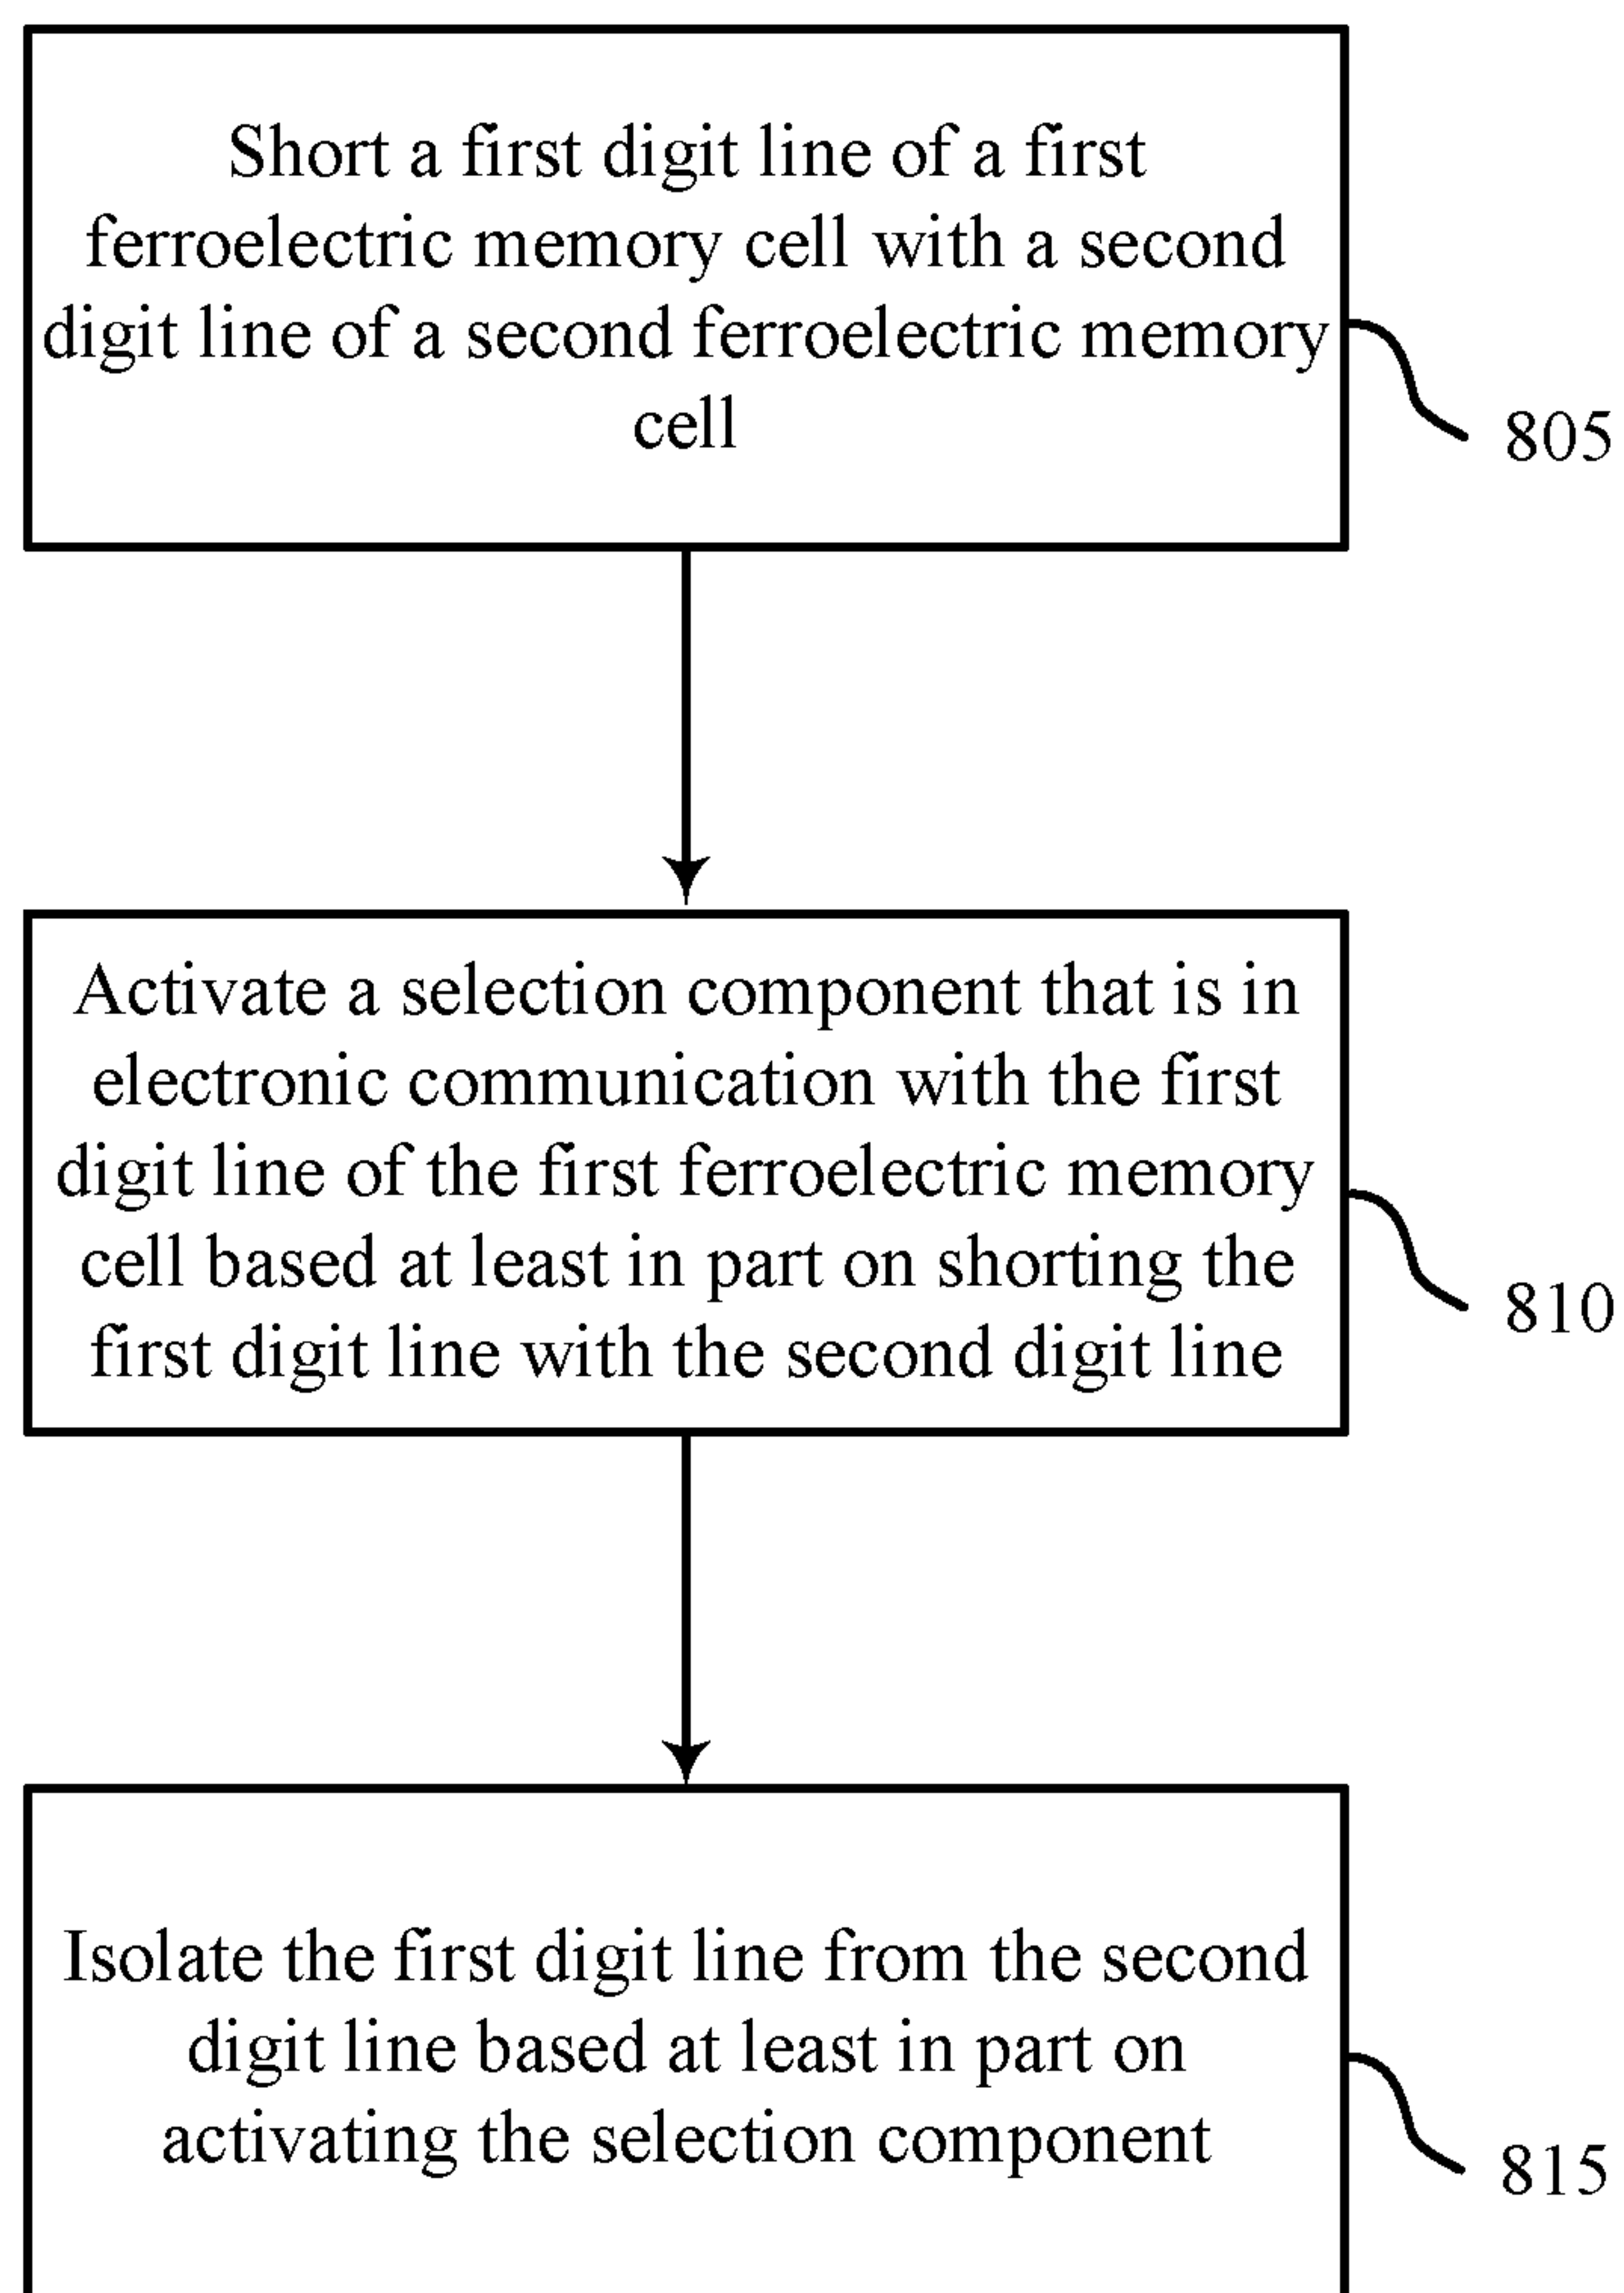 Short a first digit line of a first
ferroelectric memory cell with a second
digit line of a second ferroelectric memory
cell
805
Activate a selection component that is in
electronic communication with the first
digit line of the first ferroelectric memory
cell based at least in part on shorting the
first digit line with the second digit line
810
Isolate the first digit line from the second
digit line based at least in part on
activating the selection component
815